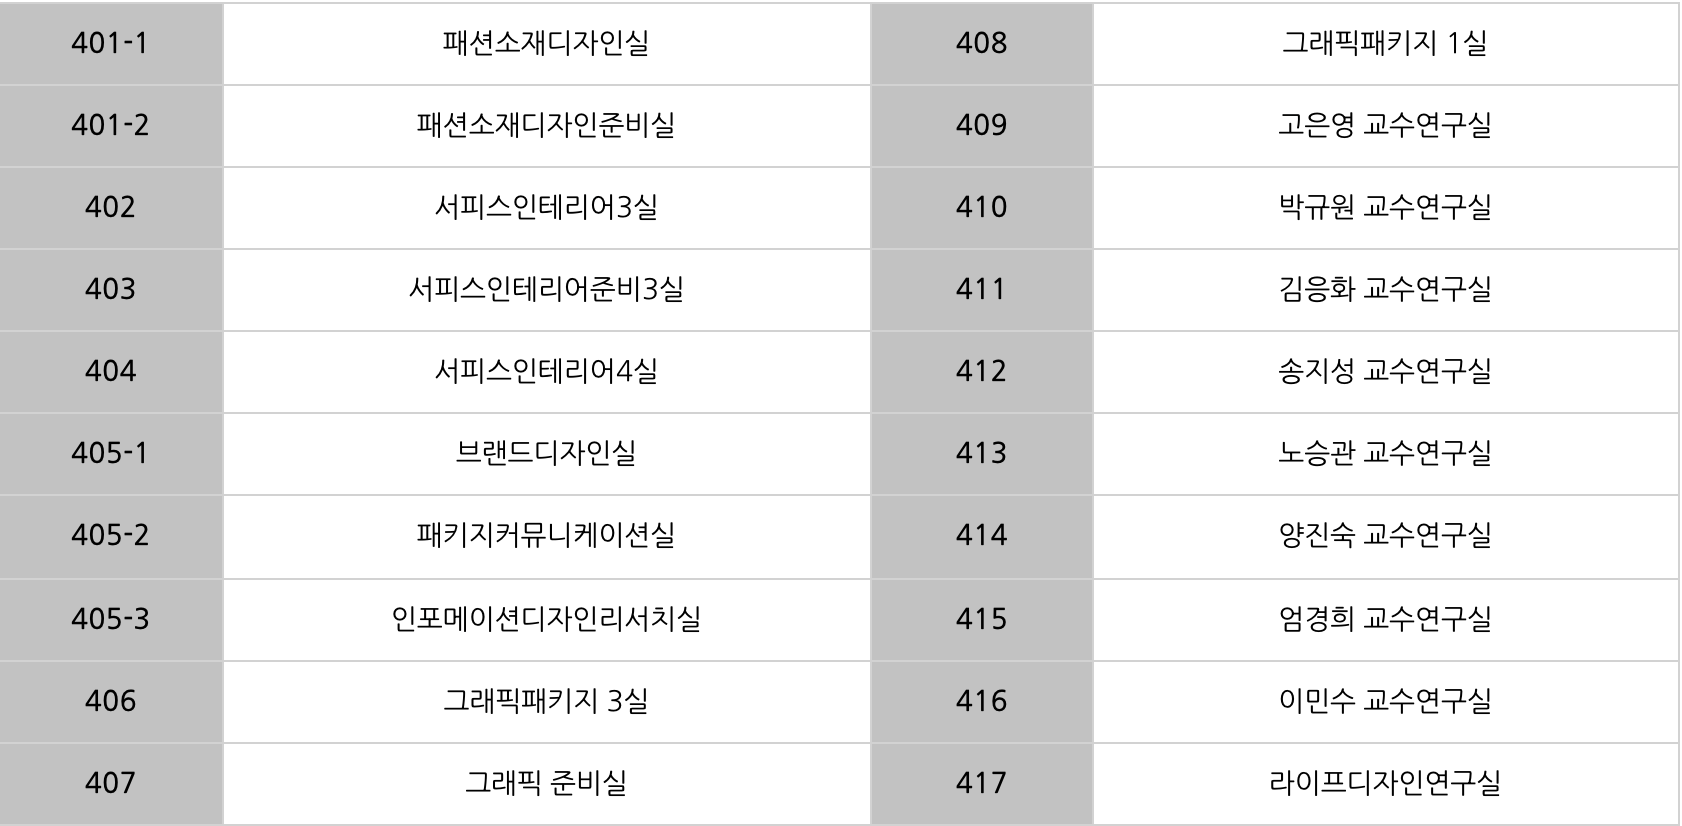 401-1 패션소재디자인실 408 그래픽패키지 1실
401-2 패션소재디자인준비실 409 고은영 교수연구실
402 서피스인테리어3실 410 박규원 교수연구실
403 서피스인테리어준비3실 411 김응화 교수연구실
404 서피스인테리어4실 412 송지성 교수연구실
405-1 브랜드디자인실 413 노승관 교수연구실
405-2 패키지커뮤니케이션실 414 양진숙 교수연구실
405-3 인포메이션디자인리서치실 415 엄경희 교수연구실
406 그래픽패키지 3실 416 이민수 교수연구실
407 그래픽 준비실 417 라이프디자인연구실